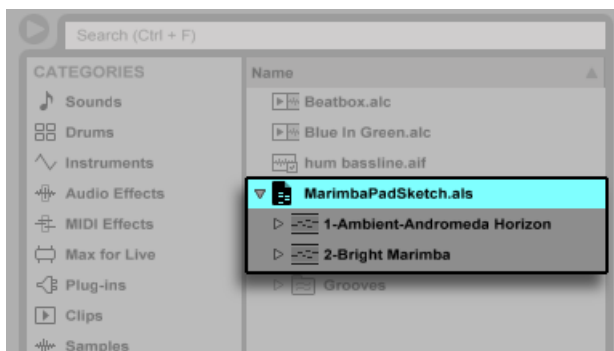 Search (Ctrl + F)
CATEGORIES
Sounds
Drums
Instruments
Audio Effects
MIDI Effects
Max for Live
Plug-ins
Clips
Samples
Name
Beatbox.alc
Blue In Green.alc
hum bassline.aif
MarimbaPadSketch.als
1-Ambient-Andromeda Horizon
2-Bright Marimba
Grooves